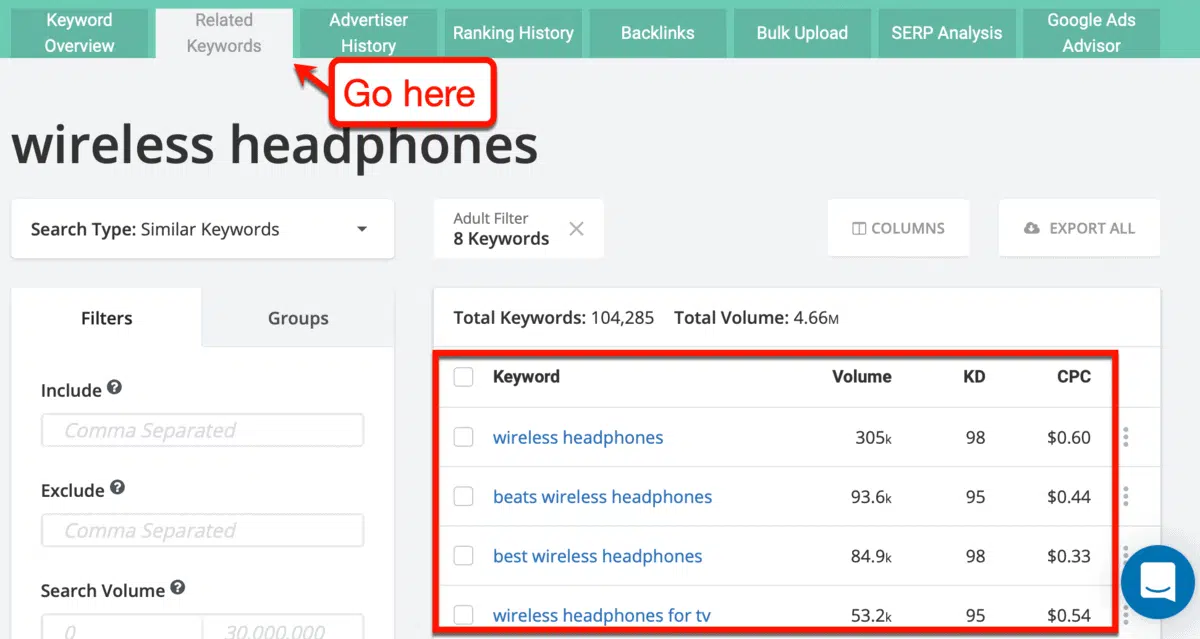 Keyword Overview
Related Keywords
Advertiser History
Ranking History
Backlinks
Bulk Upload
SERP Analysis
Google Ads Advisor
Go here
wireless headphones
Search Type: Similar Keywords
Adult Filter
8 Keywords
COLUMNS
EXPORT ALL
Filters
Groups
Total Keywords: 104,285 Total Volume: 4.66M
Include
Comma Separated
Exclude
Comma Separated
Search Volume
0
30,000,000
Keyword Volume KD CPC
wireless headphones 305k 98 $0.60
beats wireless headphones 93.6k 95 $0.44
best wireless headphones 84.9k 98 $0.33
wireless headphones for tv 53.2k 95 $0.54